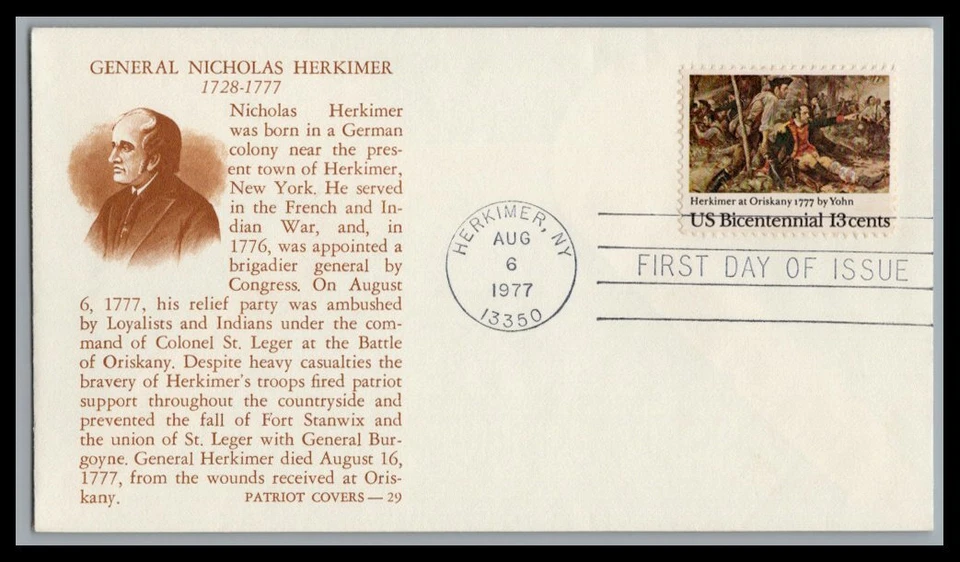 GENERAL NICHOLAS HERKIMER
1728-1777
Nicholas Herkimer
was born in a German
colony near the pres-
ent town of Herkimer,
New York. He served
in the French and In-
dian War, and, in
1776, was appointed a
brigadier general by
Congress. On August
6, 1777, his relief party was ambushed
by Loyalists and Indians under the com-
mand of Colonel St. Leger at the Battle
of Oriskany. Despite heavy casualties the
bravery of Herkimer's troops fired patriot
support throughout the countryside and
prevented the fall of Fort Stanwix and
the union of St. Leger with General Bur-
goyne. General Herkimer died August 16,
1777, from the wounds received at Oris-
kany. PATRIOT COVERS — 29
HERKIMER, NY
AUG
6
1977
13350
Herkimer at Oriskany 1777 by Yohn
US Bicentennial 13 cents
FIRST DAY OF ISSUE